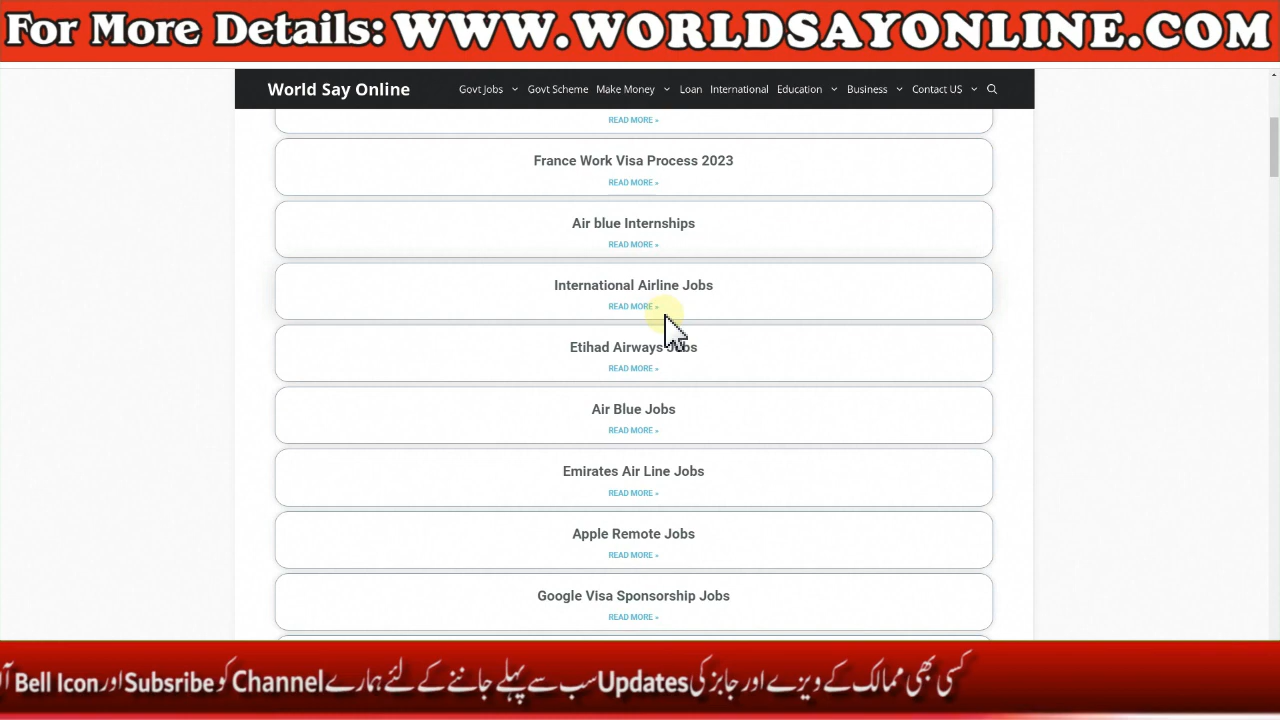 For More Details: WWW.WORLDSAYONLINE.COM
World Say Online Govt Jobs Govt Scheme Make Money Loan International Education Business Contact US
READ MORE »
France Work Visa Process 2023
READ MORE »
Air blue Internships
READ MORE »
International Airline Jobs
READ MORE »
Etihad Airways Jobs
READ MORE »
Air Blue Jobs
READ MORE »
Emirates Air Line Jobs
READ MORE »
Apple Remote Jobs
READ MORE »
Google Visa Sponsorship Jobs
READ MORE »
کسی بھی ممالک کے ویزے اور جابز کی Updates سب سے پہلے جاننے کے لئے ہمارے Channel کو Subsribe اور Bell Icon